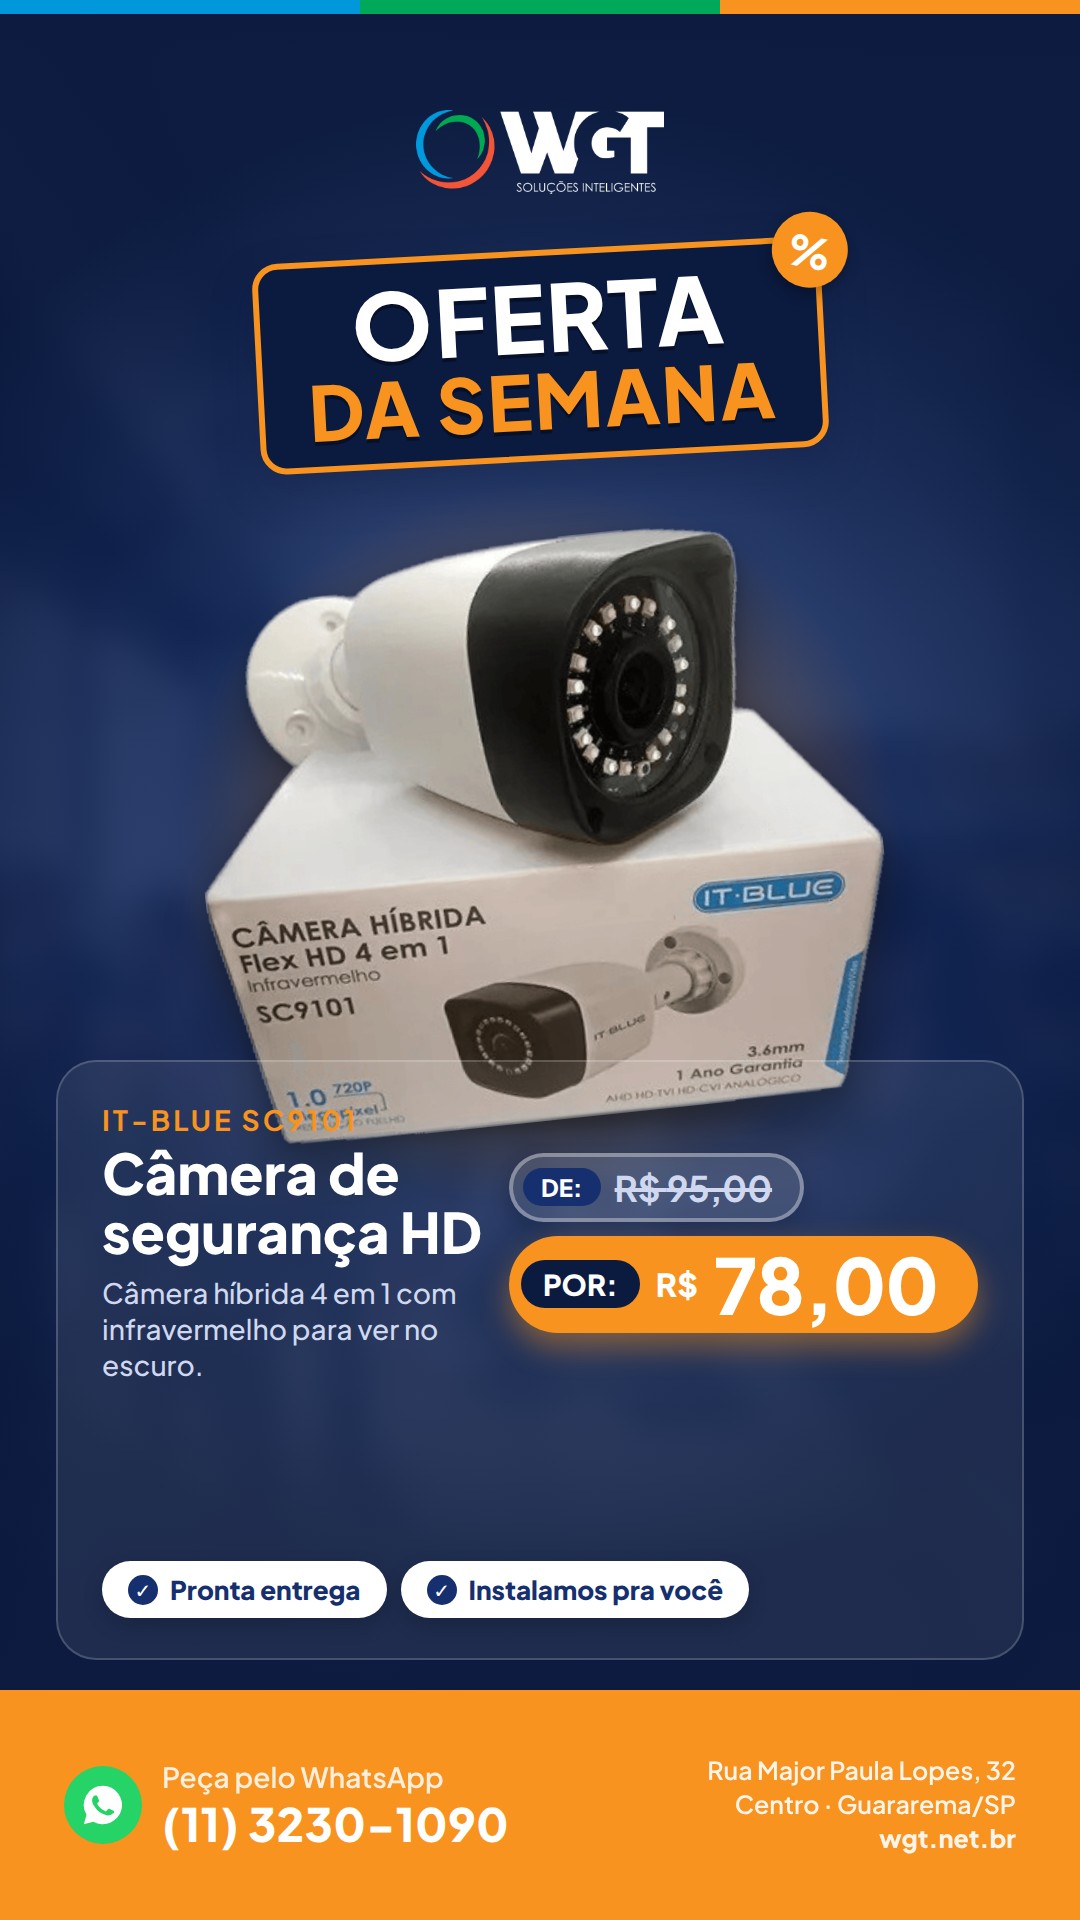 WGT
SOLUÇÕES INTELIGENTES
%
OFERTA
DA SEMANA
IT·BLUE
CÂMERA HÍBRIDA
Flex HD 4 em 1
Infravermelho
SC9101
IT-BLUE
3.6mm
1 Ano Garantia
AHD HD-TVI HD-CVI ANALÓGICO
1.0 720P
IT-BLUE SC9101
Câmera de
segurança HD
Câmera híbrida 4 em 1 com
infravermelho para ver no
escuro.
DE: R$ 95,00
POR: R$ 78,00
Pronta entrega
Instalamos pra você
Peça pelo WhatsApp
(11) 3230-1090
Rua Major Paula Lopes, 32
Centro · Guararema/SP
wgt.net.br